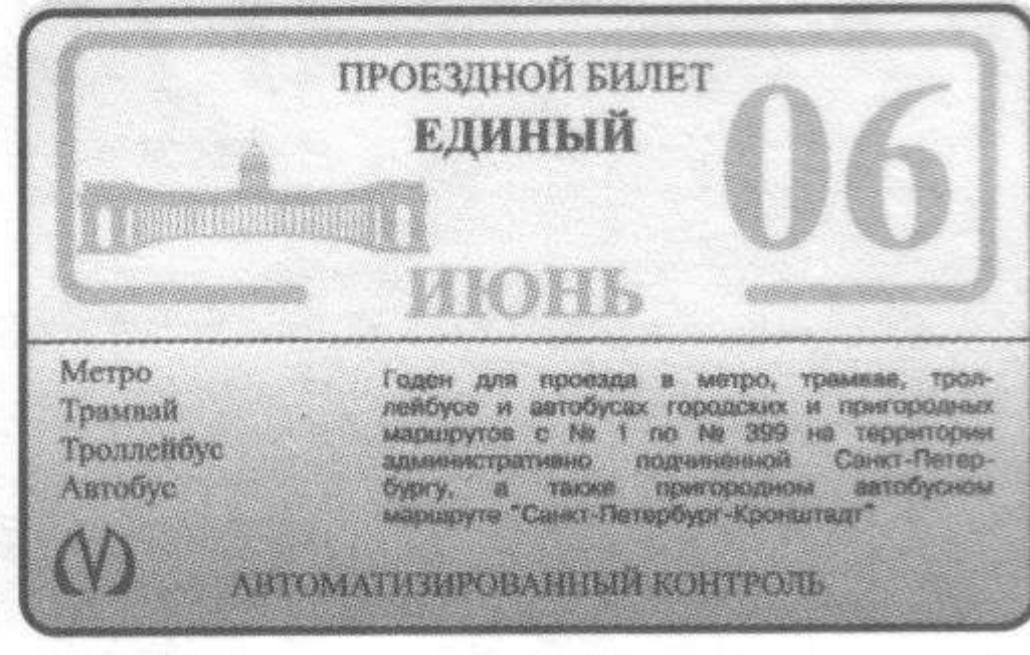 ПРОЕЗДНОЙ БИЛЕТ
ЕДИНЫЙ
06
ИЮНЬ
Метро
Трамвай
Троллейбус
Автобус
Годен для проезда в метро, трамвае, трол-
лейбусе и автобусах городских и пригородных
маршрутов с № 1 по № 399 на территории
административно подчиненной Санкт-Петер-
бургу, а также пригородном автобусном
маршруте "Санкт-Петербург-Кронштадт"
АВТОМАТИЗИРОВАННЫЙ КОНТРОЛЬ